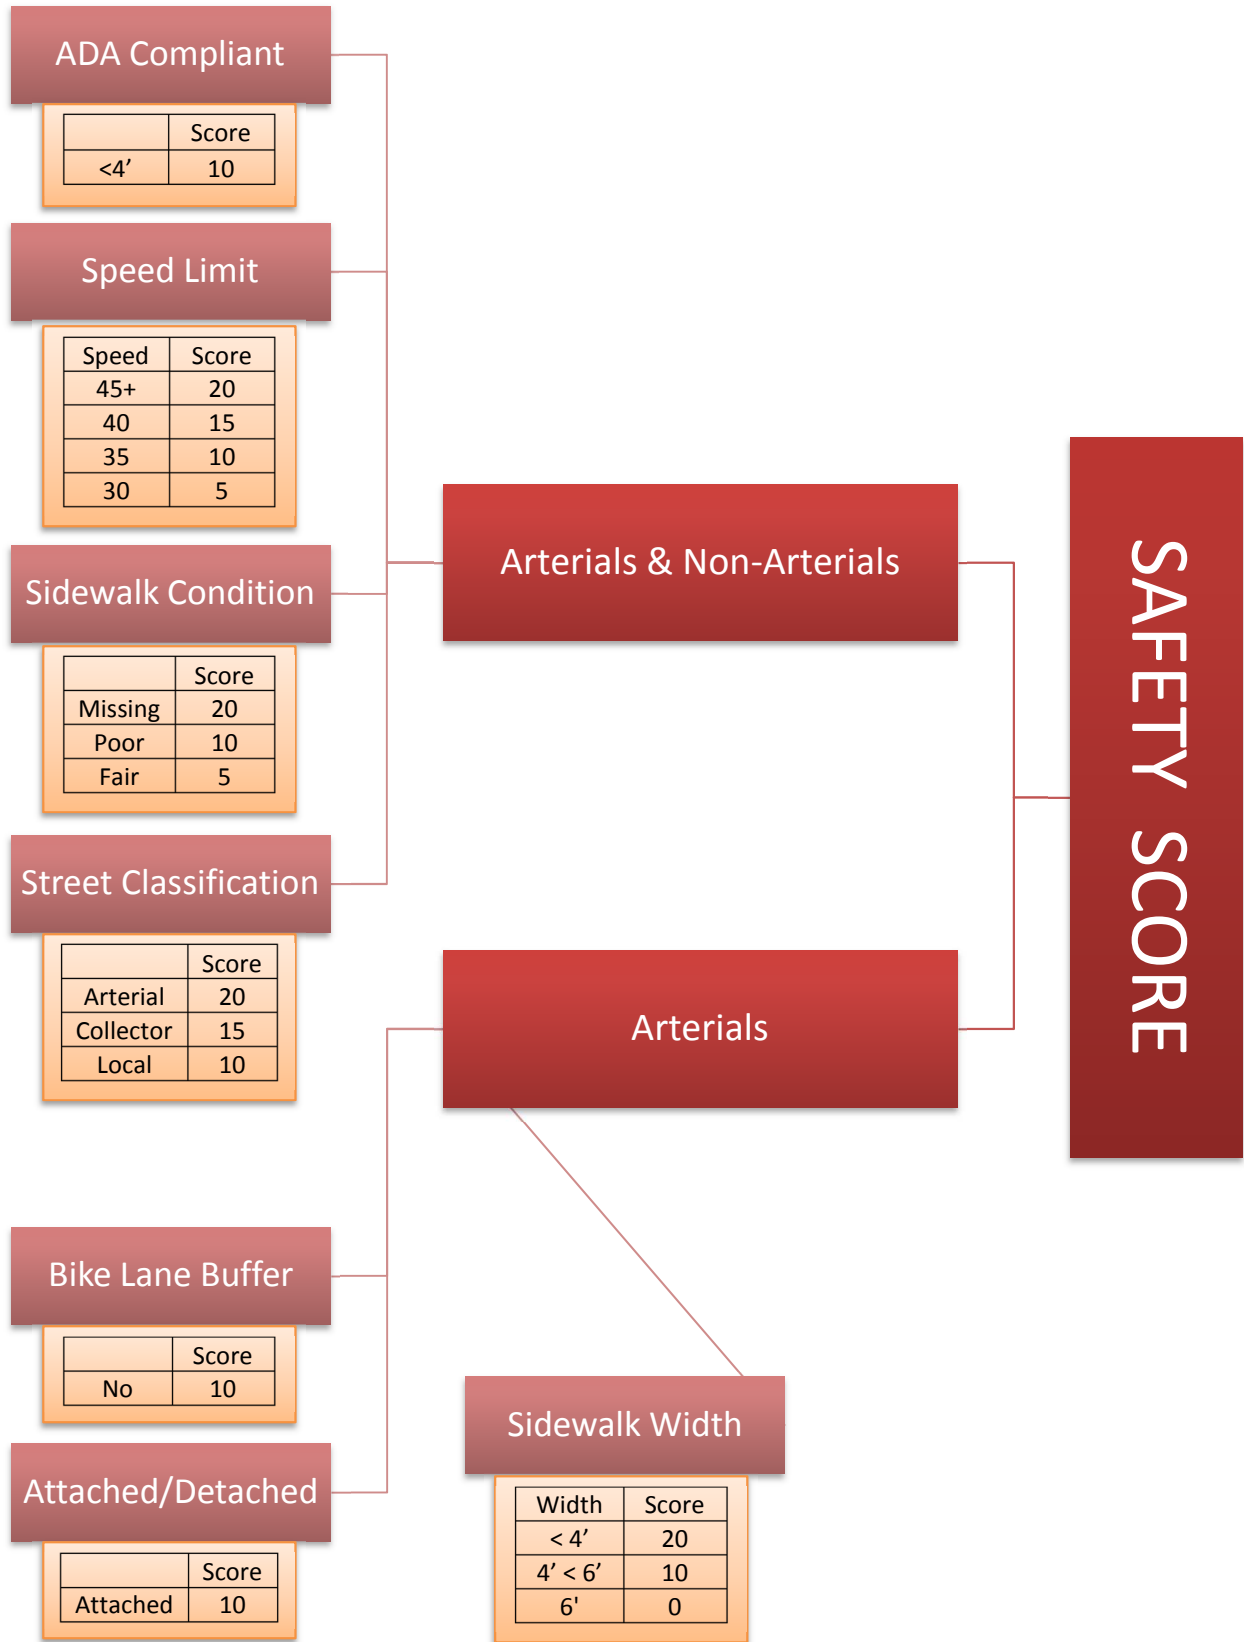 ADA Compliant
Score
<4’ 10
Speed Limit
Speed Score
45+ 20
40 15
35 10
30 5
Sidewalk Condition
Score
Missing 20
Poor 10
Fair 5
Street Classification
Score
Arterial 20
Collector 15
Local 10
Bike Lane Buffer
Score
No 10
Attached/Detached
Score
Attached 10
Arterials & Non-Arterials
Arterials
Sidewalk Width
Width Score
< 4’ 20
4’ < 6’ 10
6' 0
SAFETY SCORE